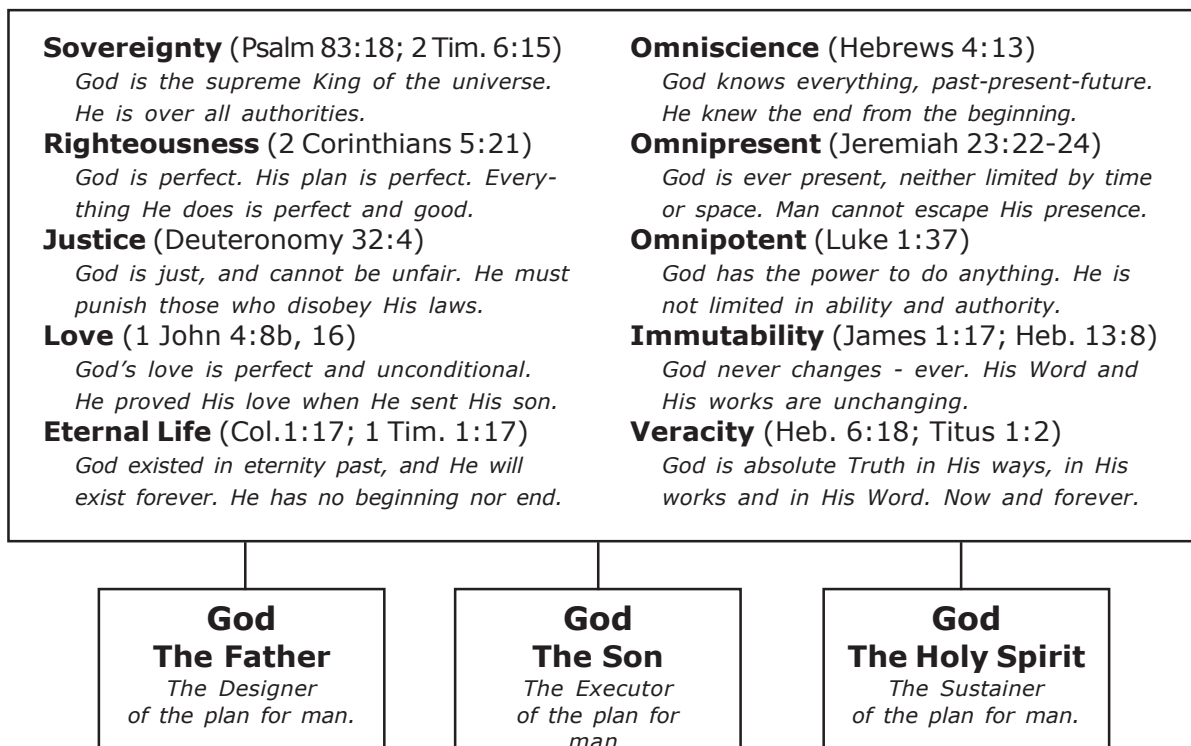 Sovereignty (Psalm 83:18; 2 Tim. 6:15)
God is the supreme King of the universe.
He is over all authorities.
Righteousness (2 Corinthians 5:21)
God is perfect. His plan is perfect. Every-
thing He does is perfect and good.
Justice (Deuteronomy 32:4)
God is just, and cannot be unfair. He must
punish those who disobey His laws.
Love (1 John 4:8b, 16)
God’s love is perfect and unconditional.
He proved His love when He sent His son.
Eternal Life (Col.1:17; 1 Tim. 1:17)
God existed in eternity past, and He will
exist forever. He has no beginning nor end.
Omniscience (Hebrews 4:13)
God knows everything, past-present-future.
He knew the end from the beginning.
Omnipresent (Jeremiah 23:22-24)
God is ever present, neither limited by time
or space. Man cannot escape His presence.
Omnipotent (Luke 1:37)
God has the power to do anything. He is
not limited in ability and authority.
Immutability (James 1:17; Heb. 13:8)
God never changes - ever. His Word and
His works are unchanging.
Veracity (Heb. 6:18; Titus 1:2)
God is absolute Truth in His ways, in His
works and in His Word. Now and forever.
God
The Father
The Designer
of the plan for man.
God
The Son
The Executor
of the plan for
man
God
The Holy Spirit
The Sustainer
of the plan for man.